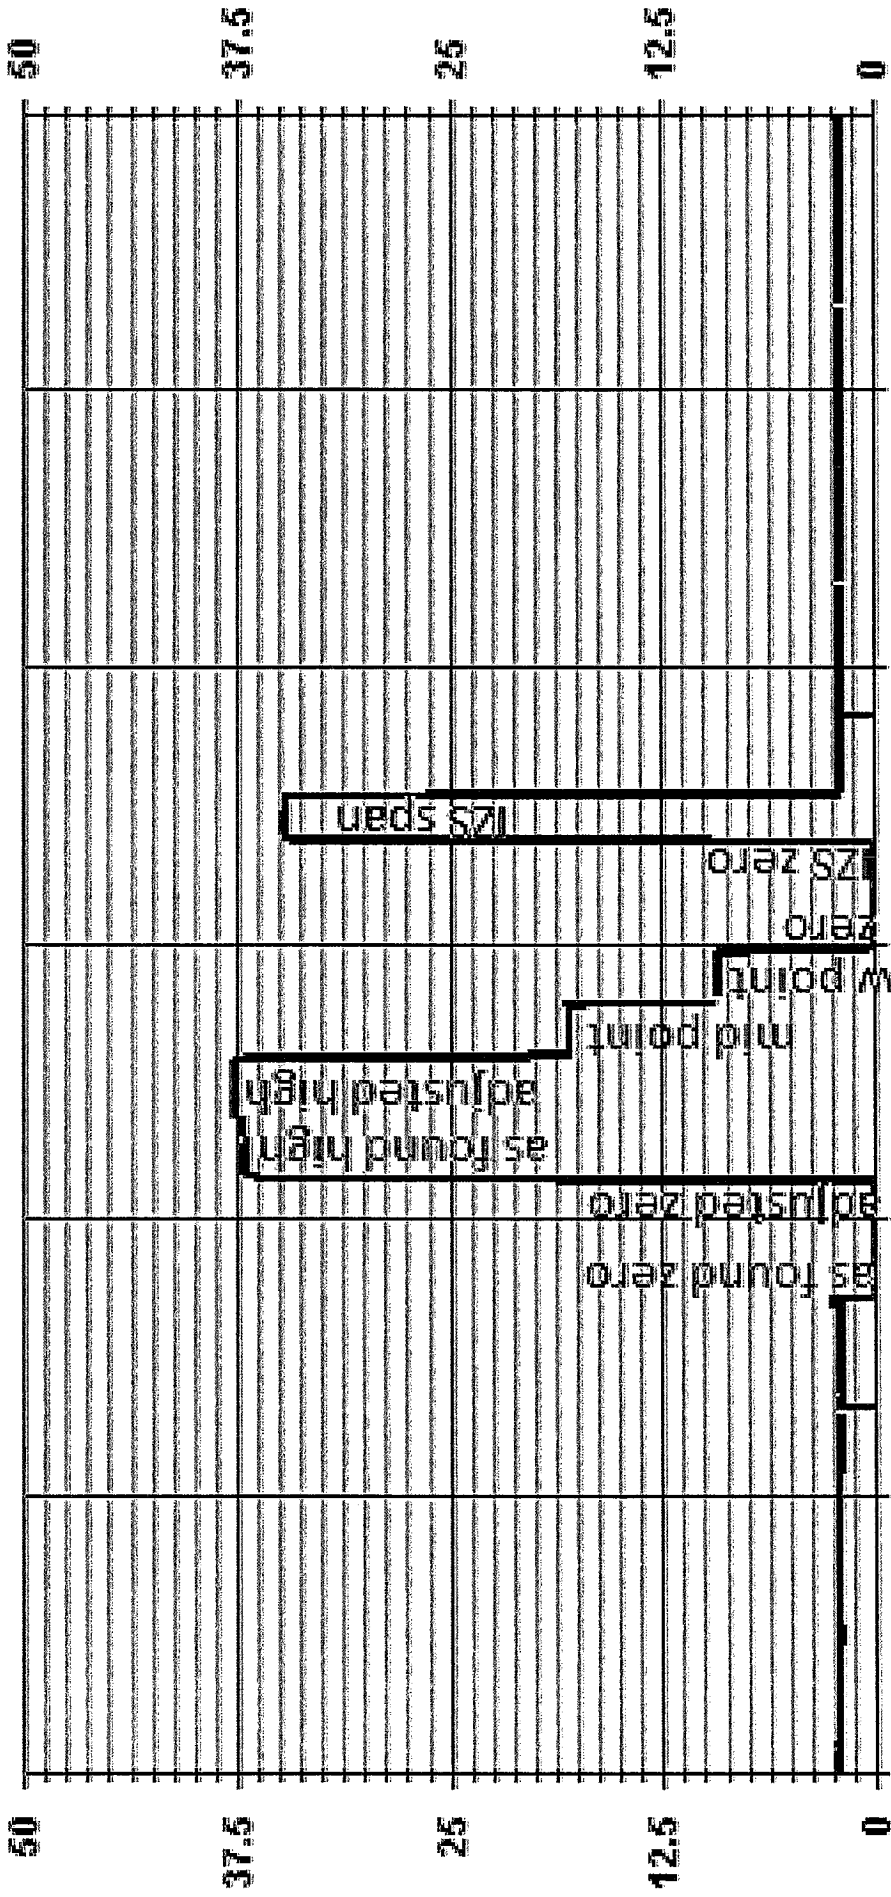 50
37.5
25
12.5
0
IZS span
IZS zero
zero
w point
mid point
adjusted high
as found high
adjusted zero
as found zero
50
37.5
25
12.5
0